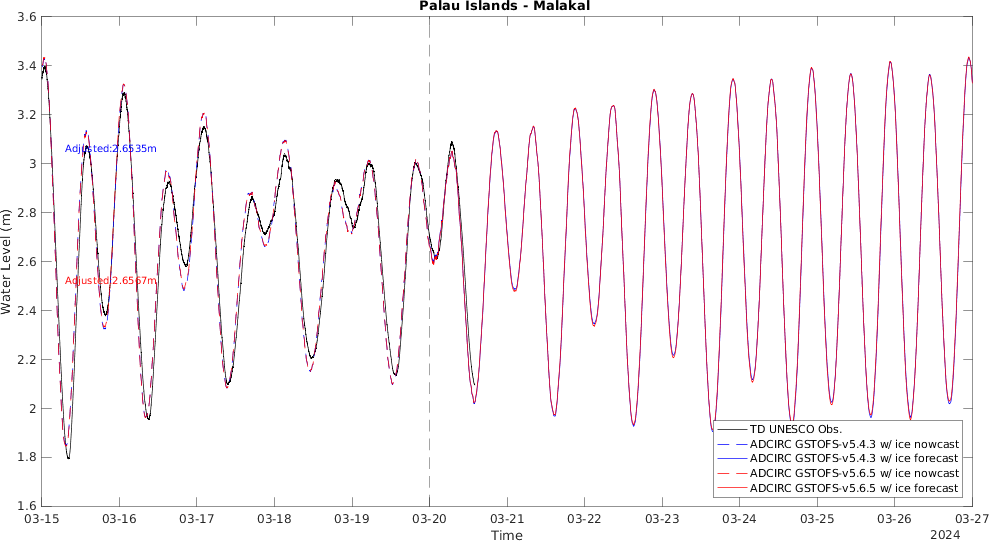 Palau Islands - Malakal
3.6
3.4
3.2
3
2.8
2.6
2.4
2.2
2
1.8
1.6
Water Level (m)
Adjusted:2.6535m
Adjusted:2.6567m
TD UNESCO Obs.
ADCIRC GSTOFS-v5.4.3 w/ ice nowcast
ADCIRC GSTOFS-v5.4.3 w/ ice forecast
ADCIRC GSTOFS-v5.6.5 w/ ice nowcast
ADCIRC GSTOFS-v5.6.5 w/ ice forecast
03-15 03-16 03-17 03-18 03-19 03-20 03-21 03-22 03-23 03-24 03-25 03-26 03-27
Time
2024